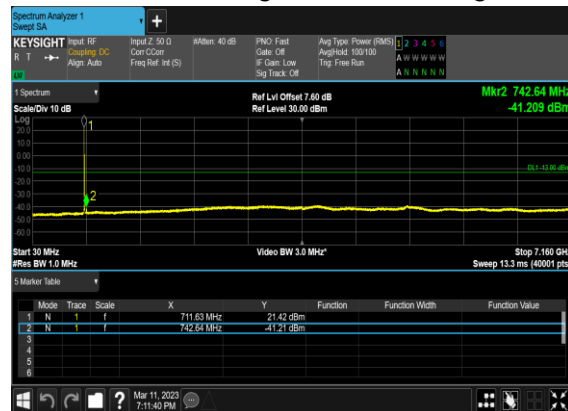 Spectrum Analyzer 1
Swept SA
+
KEYSIGHT
R T
LW
Input: RF
Coupling: DC
Align: Auto
Input Z: 50 Ω
Corr CCorr
Freq Ref: Int (S)
#Atten: 40 dB
PNO: Fast
Gate: Off
IF Gain: Low
Sig Track: Off
Avg Type: Power (RMS)
Avg|Hold: 100/100
Trig: Free Run
1 2 3 4 5 6
A W W W W W
A N N N N N
1 Spectrum
Scale/Div 10 dB
Log
Ref Lvl Offset 7.60 dB
Ref Level 30.00 dBm
Mkr2 742.64 MHz
-41.209 dBm
20.0
10.0
0.00
-10.0
-20.0
-30.0
-40.0
-50.0
-60.0
1
2
DL1 -13.00 dBm
Start 30 MHz
#Res BW 1.0 MHz
Video BW 3.0 MHz*
Stop 7.160 GHz
Sweep 13.3 ms (40001 pts)
5 Marker Table
Mode Trace Scale X Y Function Function Width Function Value
1 N 1 f 711.63 MHz 21.42 dBm
2 N 1 f 742.64 MHz -41.21 dBm
3
4
5
6
?
Mar 11, 2023
7:11:40 PM